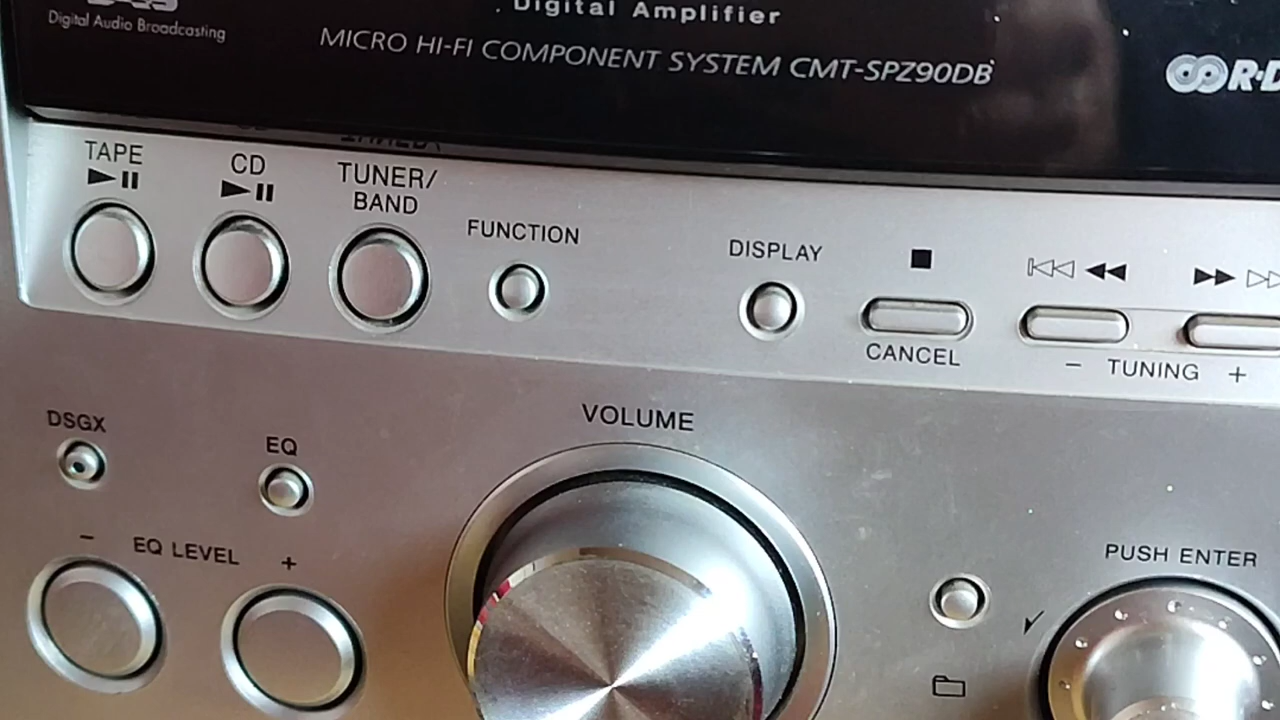 Digital Audio Broadcasting
Digital Amplifier
MICRO HI-FI COMPONENT SYSTEM CMT-SPZ90DB
TAPE
CD
TUNER/
BAND
FUNCTION
DISPLAY
CANCEL
− TUNING +
VOLUME
DSGX
EQ
− EQ LEVEL +
PUSH ENTER